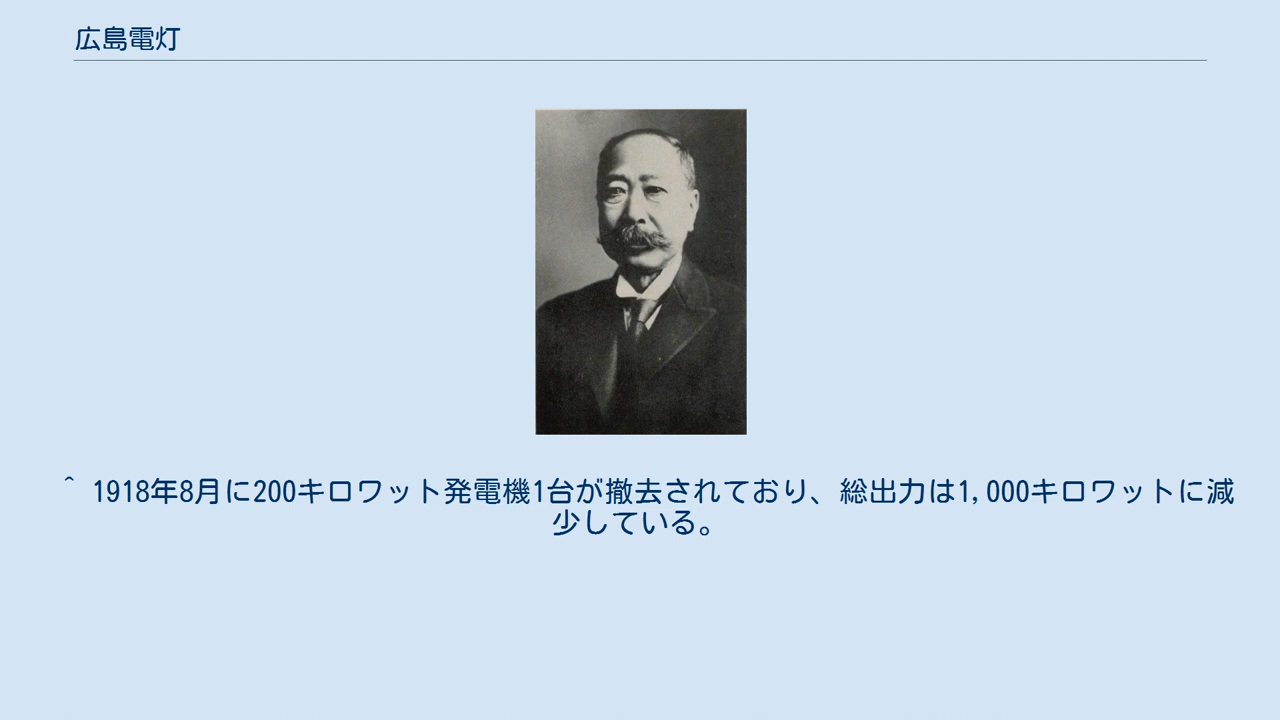 広島電灯
^ 1918年8月に200キロワット発電機1台が撤去されており、総出力は1,000キロワットに減
少している。